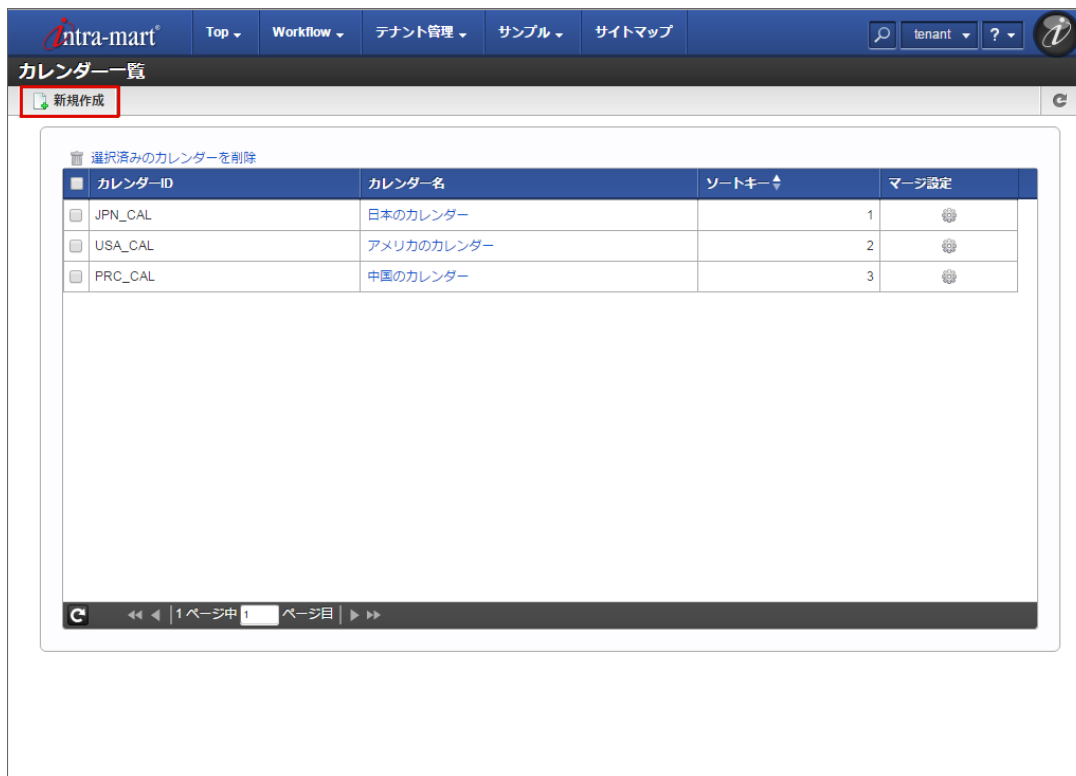 intra-mart® Top Workflow テナント管理 サンプル サイトマップ tenant ?
カレンダー一覧
新規作成
選択済みのカレンダーを削除
カレンダーID カレンダー名 ソートキー マージ設定
JPN_CAL 日本のカレンダー 1
USA_CAL アメリカのカレンダー 2
PRC_CAL 中国のカレンダー 3
1 ページ中 1 ページ目